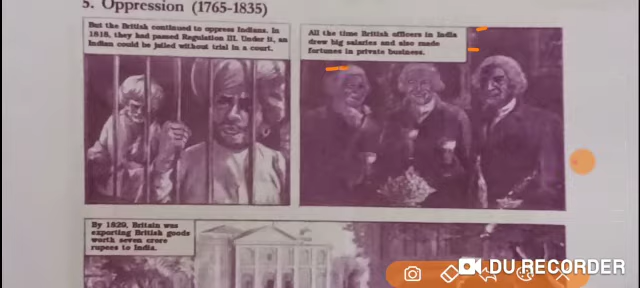 5. Oppression (1765-1835)
But the British continued to oppress Indians. In
1818, they had passed Regulation III. Under it, an
Indian could be jailed without trial in a court.
All the time British officers in India
drew big salaries and also made
fortunes in private business.
By 1829, Britain was
exporting British goods
worth seven crore
rupees to India.
DU RECORDER